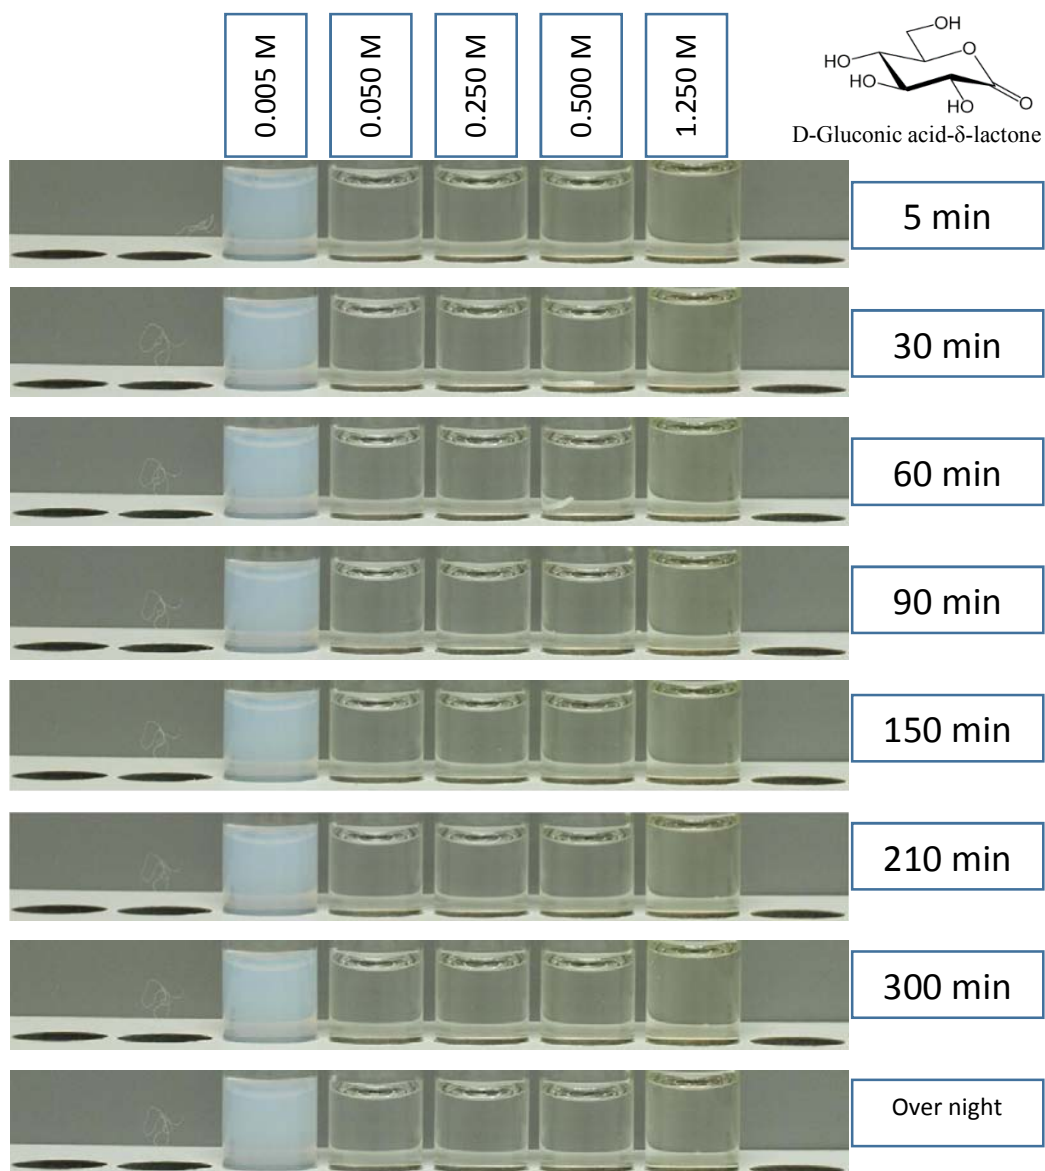 0.005 M
0.050 M
0.250 M
0.500 M
1.250 M
OH
O
HO
HO
HO
O
D-Gluconic acid-δ-lactone
5 min
30 min
60 min
90 min
150 min
210 min
300 min
Over night